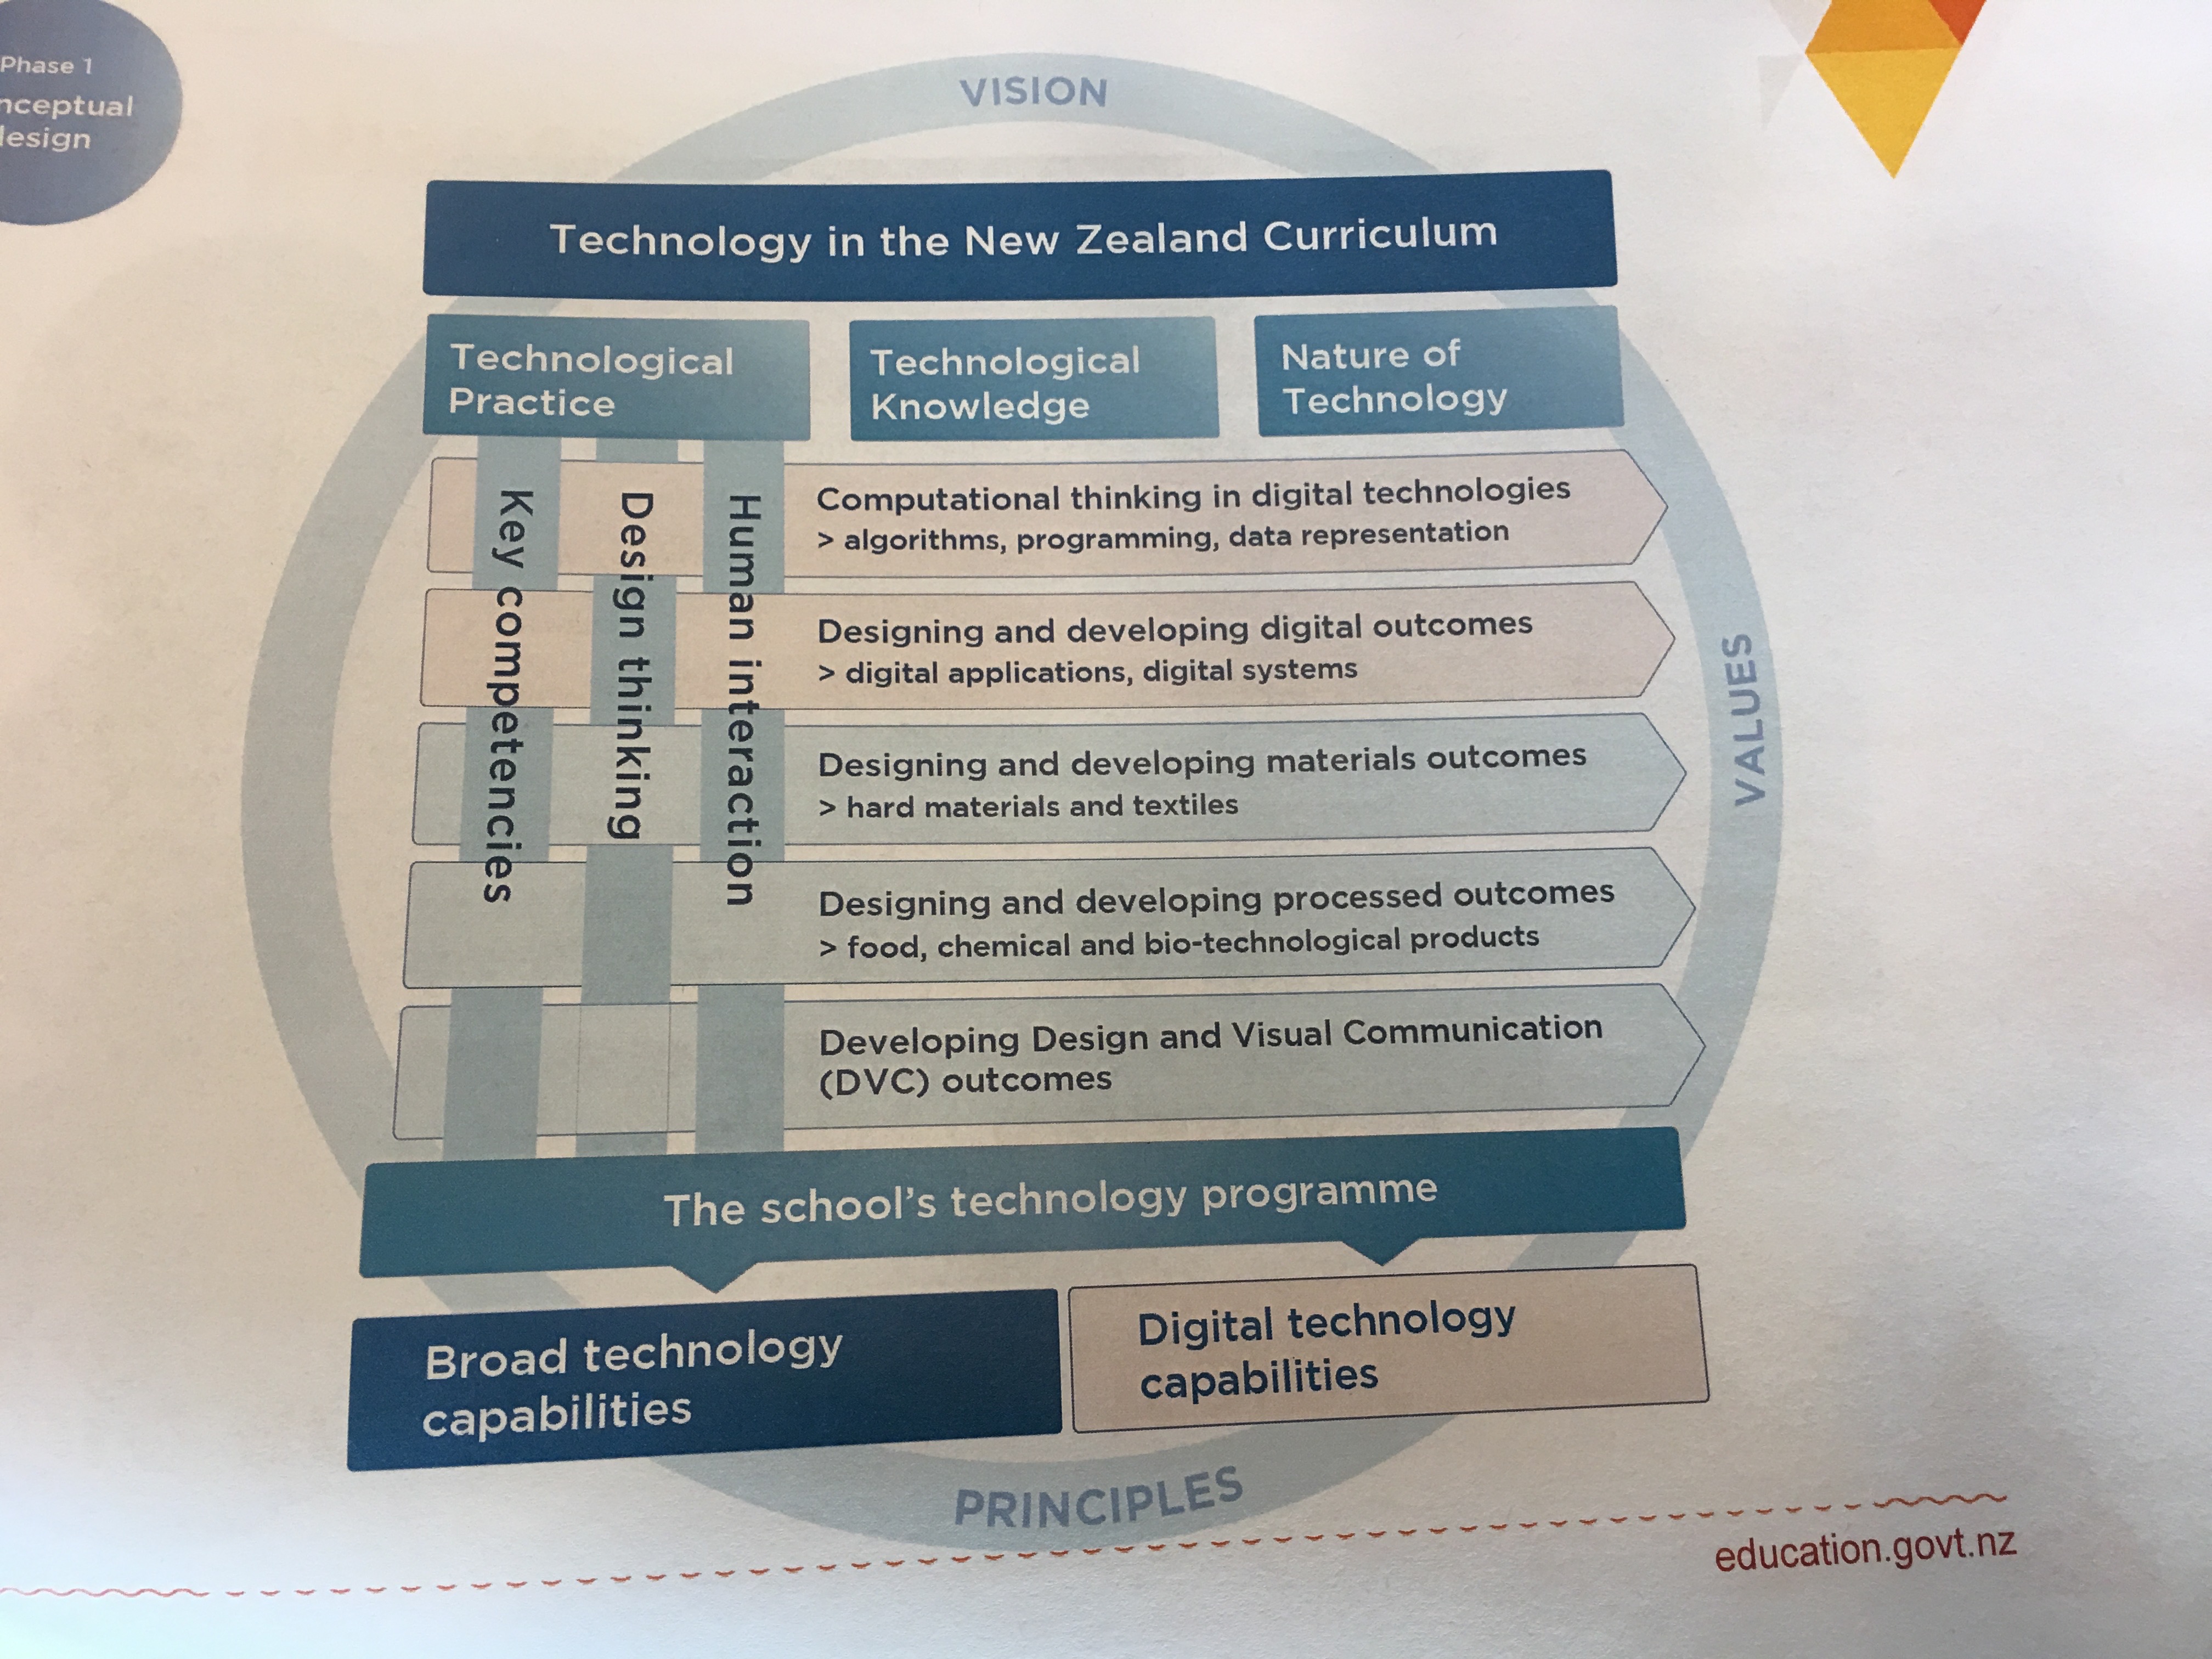 Phase 1
nceptual
esign
VISION
Technology in the New Zealand Curriculum
Technological
Practice
Technological
Knowledge
Nature of
Technology
Key competencies
Design thinking
Human interaction
Computational thinking in digital technologies
> algorithms, programming, data representation
Designing and developing digital outcomes
> digital applications, digital systems
Designing and developing materials outcomes
> hard materials and textiles
Designing and developing processed outcomes
> food, chemical and bio-technological products
Developing Design and Visual Communication
(DVC) outcomes
VALUES
The school's technology programme
Broad technology
capabilities
Digital technology
capabilities
PRINCIPLES
education.govt.nz